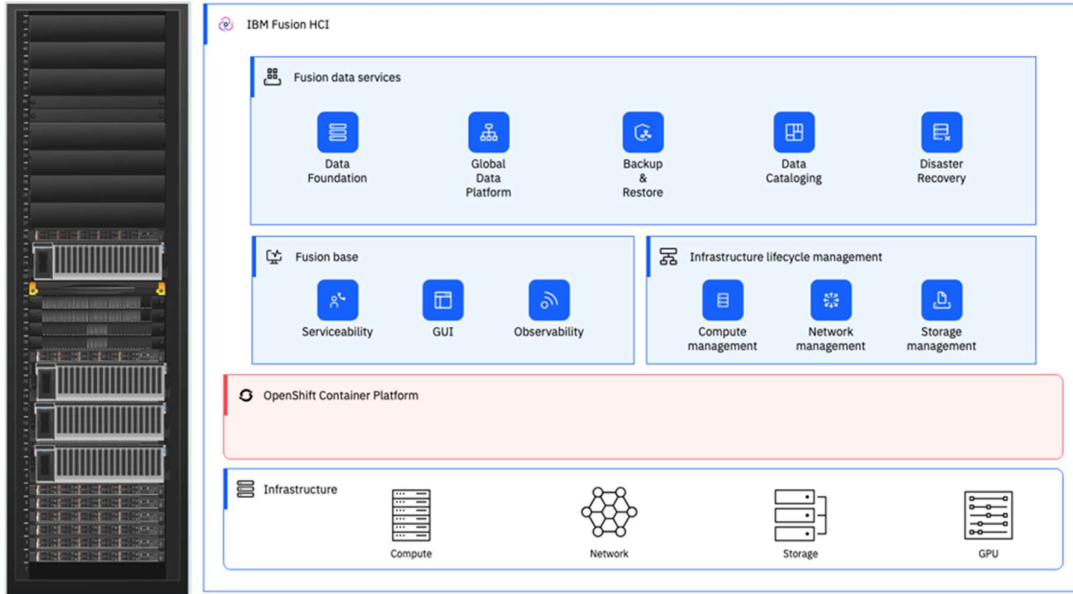 IBM Fusion HCI
Fusion data services
Data
Foundation
Global
Data
Platform
Backup
&
Restore
Data
Cataloging
Disaster
Recovery
Fusion base
Serviceability
GUI
Observability
Infrastructure lifecycle management
Compute
management
Network
management
Storage
management
OpenShift Container Platform
Infrastructure
Compute
Network
Storage
GPU